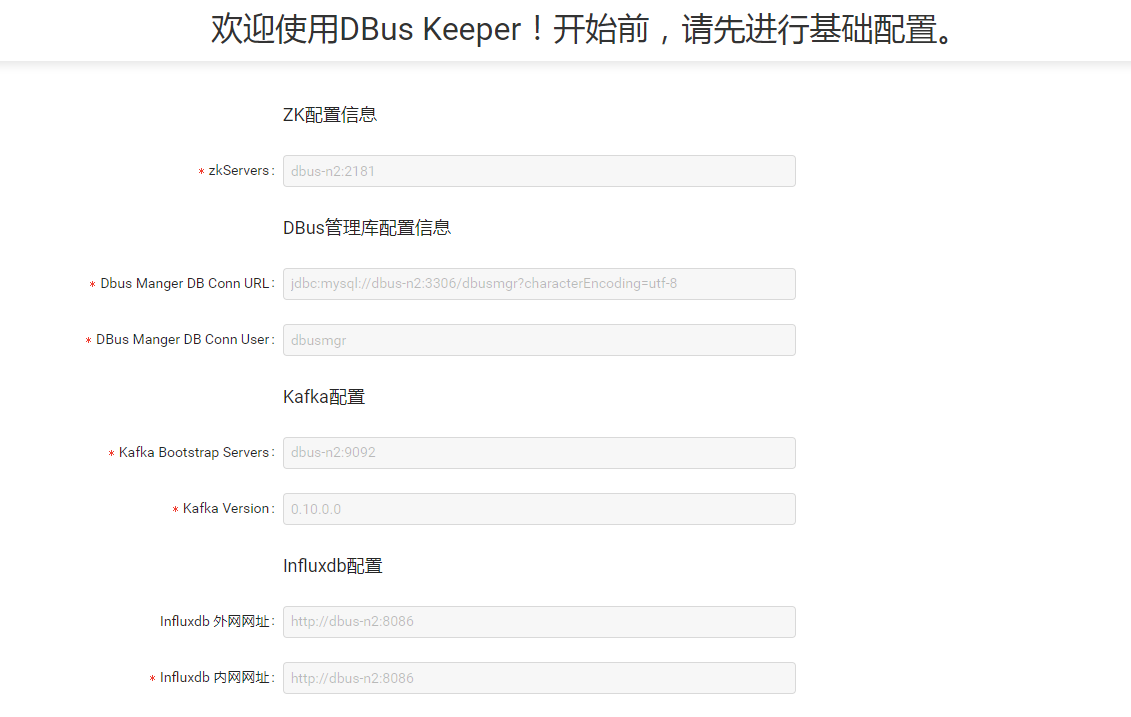 欢迎使用DBus Keeper！开始前，请先进行基础配置。
ZK配置信息
* zkServers: dbus-n2:2181
DBus管理库配置信息
* Dbus Manger DB Conn URL: jdbc:mysql://dbus-n2:3306/dbusmgr?characterEncoding=utf-8
* DBus Manger DB Conn User: dbusmgr
Kafka配置
* Kafka Bootstrap Servers: dbus-n2:9092
* Kafka Version: 0.10.0.0
Influxdb配置
Influxdb 外网网址: http://dbus-n2:8086
* Influxdb 内网网址: http://dbus-n2:8086